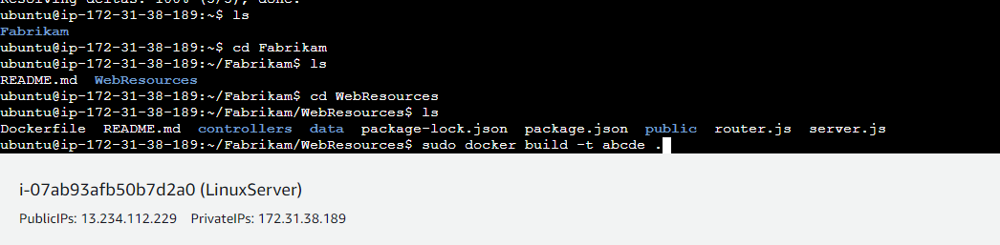 Resolving deltas: 100% (3/3), done.
ubuntu@ip-172-31-38-189:~$ ls
Fabrikam
ubuntu@ip-172-31-38-189:~$ cd Fabrikam
ubuntu@ip-172-31-38-189:~/Fabrikam$ ls
README.md  WebResources
ubuntu@ip-172-31-38-189:~/Fabrikam$ cd WebResources
ubuntu@ip-172-31-38-189:~/Fabrikam/WebResources$ ls
Dockerfile  README.md  controllers  data  package-lock.json  package.json  public  router.js  server.js
ubuntu@ip-172-31-38-189:~/Fabrikam/WebResources$ sudo docker build -t abcde .
i-07ab93afb50b7d2a0 (LinuxServer)
PublicIPs: 13.234.112.229   PrivateIPs: 172.31.38.189